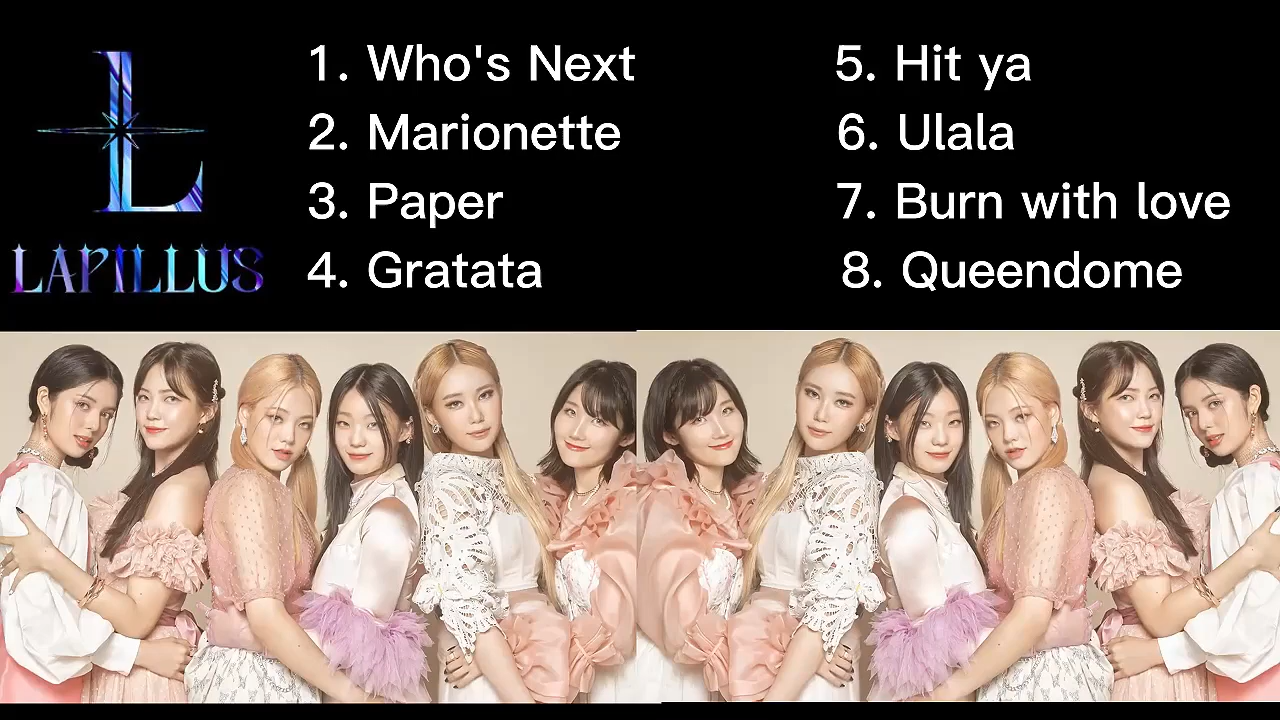 L
LAPILLUS
1. Who's Next
2. Marionette
3. Paper
4. Gratata
5. Hit ya
6. Ulala
7. Burn with love
8. Queendome